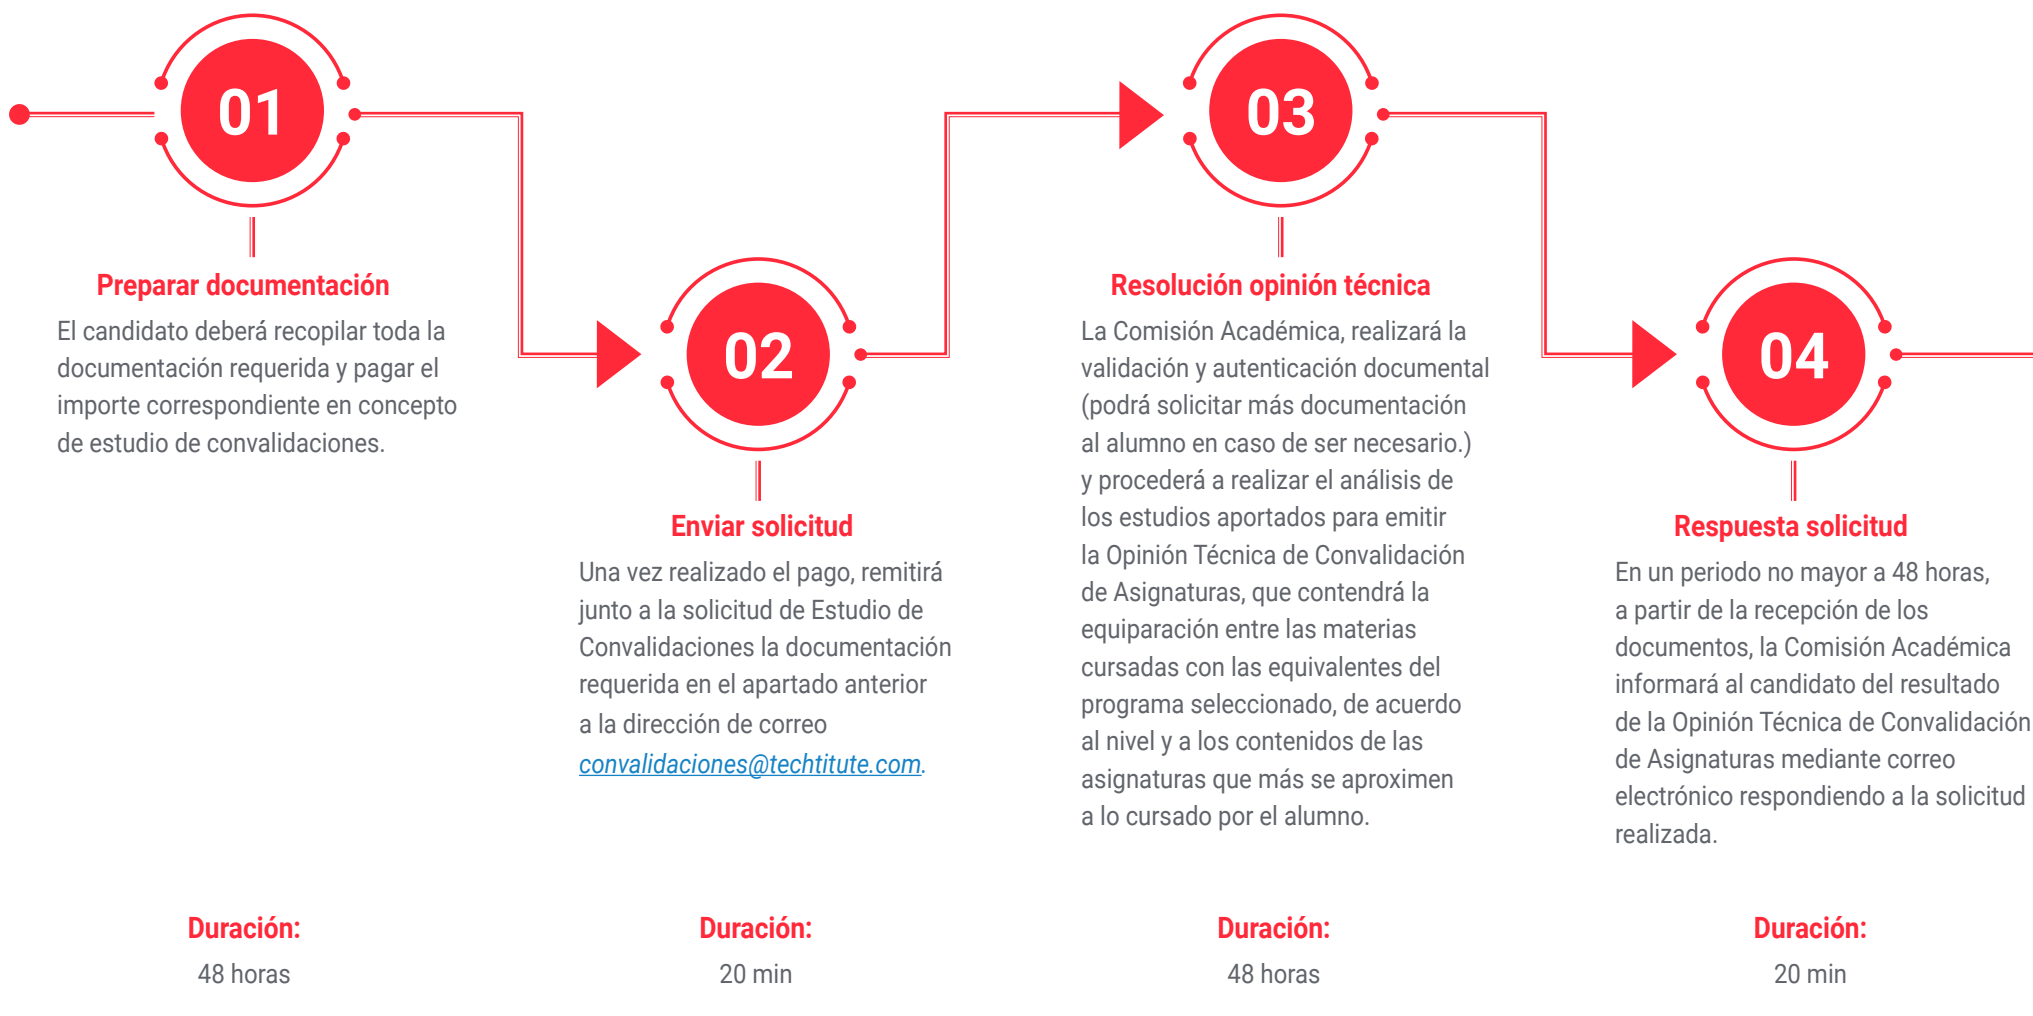 01
Preparar documentación
El candidato deberá recopilar toda la
documentación requerida y pagar el
importe correspondiente en concepto
de estudio de convalidaciones.
Duración:
48 horas
02
Enviar solicitud
Una vez realizado el pago, remitirá
junto a la solicitud de Estudio de
Convalidaciones la documentación
requerida en el apartado anterior
a la dirección de correo
convalidaciones@techtitute.com.
Duración:
20 min
03
Resolución opinión técnica
La Comisión Académica, realizará la
validación y autenticación documental
(podrá solicitar más documentación
al alumno en caso de ser necesario.)
y procederá a realizar el análisis de
los estudios aportados para emitir
la Opinión Técnica de Convalidación
de Asignaturas, que contendrá la
equiparación entre las materias
cursadas con las equivalentes del
programa seleccionado, de acuerdo
al nivel y a los contenidos de las
asignaturas que más se aproximen
a lo cursado por el alumno.
Duración:
48 horas
04
Respuesta solicitud
En un periodo no mayor a 48 horas,
a partir de la recepción de los
documentos, la Comisión Académica
informará al candidato del resultado
de la Opinión Técnica de Convalidación
de Asignaturas mediante correo
electrónico respondiendo a la solicitud
realizada.
Duración:
20 min